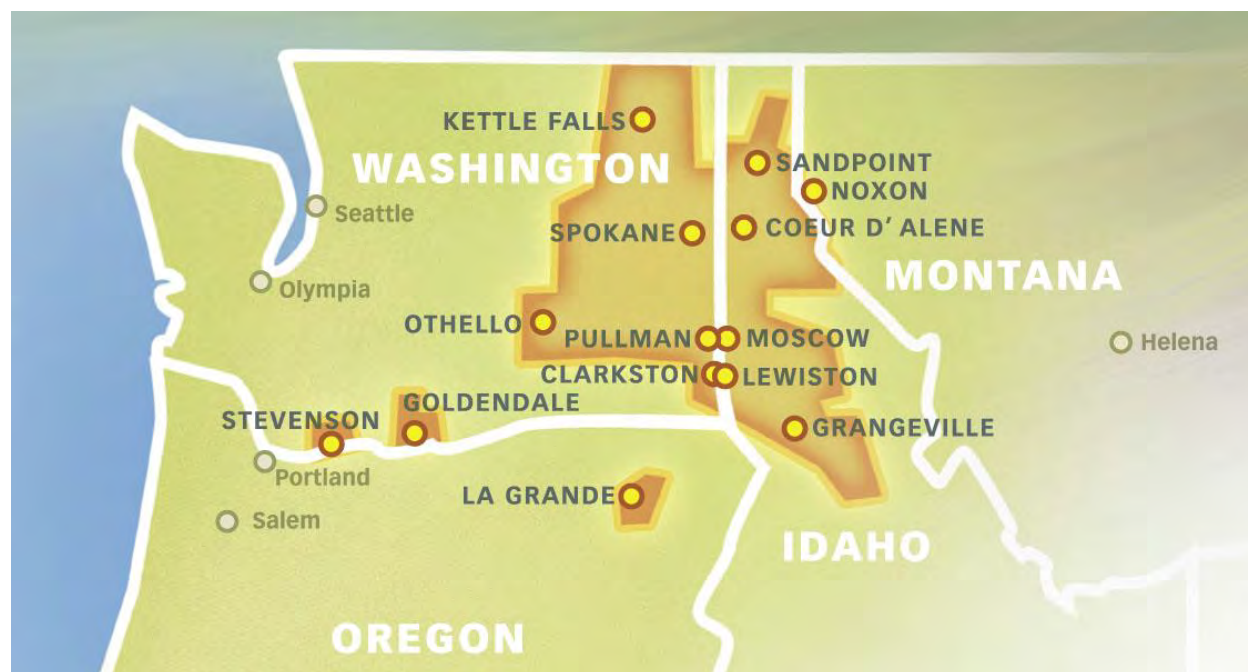 KETTLE FALLS
WASHINGTON
SANDPOINT
NOXON
Seattle
SPOKANE
COEUR D' ALENE
MONTANA
Olympia
OTHELLO
PULLMAN
MOSCOW
Helena
CLARKSTON
LEWISTON
GOLDENDALE
STEVENSON
GRANGEVILLE
Portland
LA GRANDE
Salem
IDAHO
OREGON